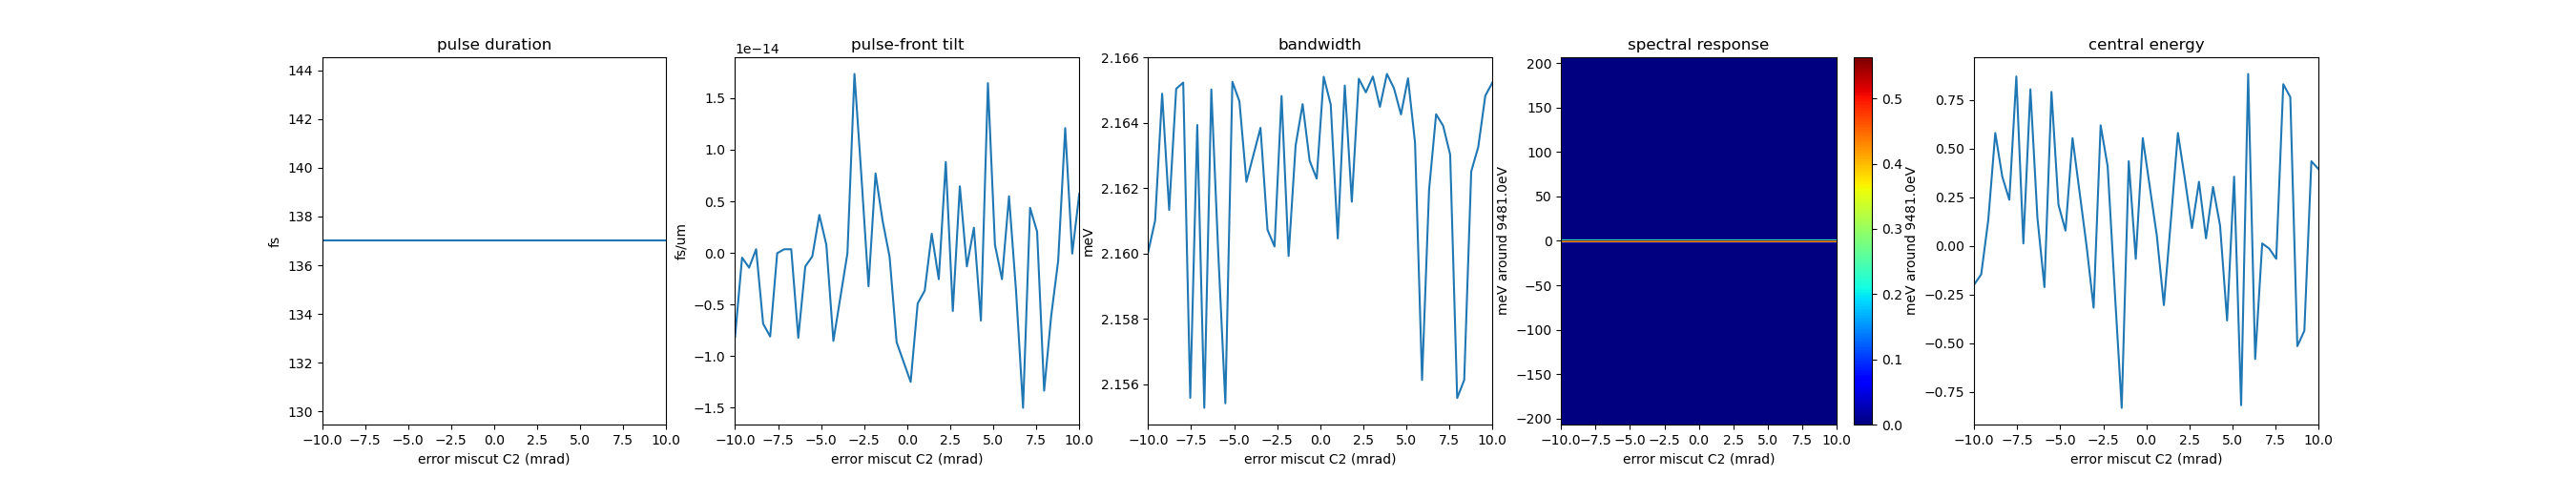 pulse duration
fs
144
142
140
138
136
134
132
130
−10.0 −7.5 −5.0 −2.5 0.0 2.5 5.0 7.5 10.0
error miscut C2 (mrad)
pulse-front tilt
1e−14
fs/um
1.5
1.0
0.5
0.0
−0.5
−1.0
−1.5
−10.0 −7.5 −5.0 −2.5 0.0 2.5 5.0 7.5 10.0
error miscut C2 (mrad)
bandwidth
meV
2.166
2.164
2.162
2.160
2.158
2.156
−10.0 −7.5 −5.0 −2.5 0.0 2.5 5.0 7.5 10.0
error miscut C2 (mrad)
spectral response
meV around 9481.0eV
200
150
100
50
0
−50
−100
−150
−200
−10.0 −7.5 −5.0 −2.5 0.0 2.5 5.0 7.5 10.0
error miscut C2 (mrad)
0.5
0.4
0.3
0.2
0.1
0.0
central energy
meV around 9481.0eV
0.75
0.50
0.25
0.00
−0.25
−0.50
−0.75
−10.0 −7.5 −5.0 −2.5 0.0 2.5 5.0 7.5 10.0
error miscut C2 (mrad)